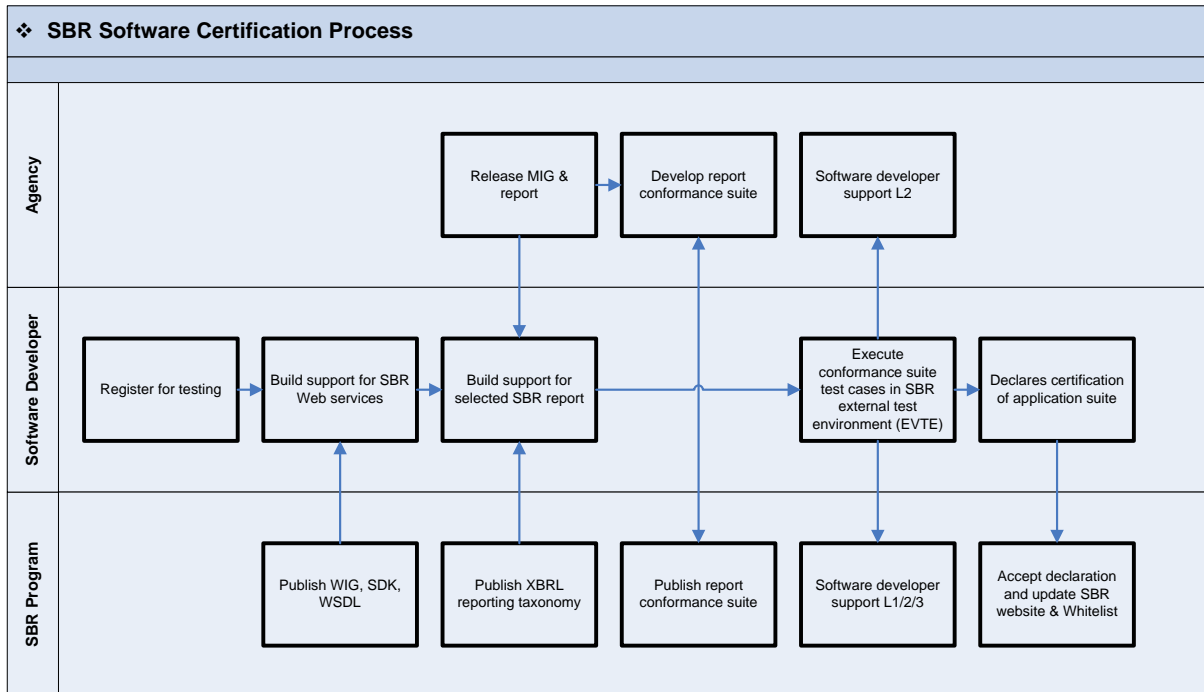 ❖ SBR Software Certification Process
Agency
Release MIG &
report
Develop report
conformance suite
Software developer
support L2
Software Developer
Register for testing
Build support for SBR
Web services
Build support for
selected SBR report
Execute
conformance suite
test cases in SBR
external test
environment (EVTE)
Declares certification
of application suite
SBR Program
Publish WIG, SDK,
WSDL
Publish XBRL
reporting taxonomy
Publish report
conformance suite
Software developer
support L1/2/3
Accept declaration
and update SBR
website & Whitelist